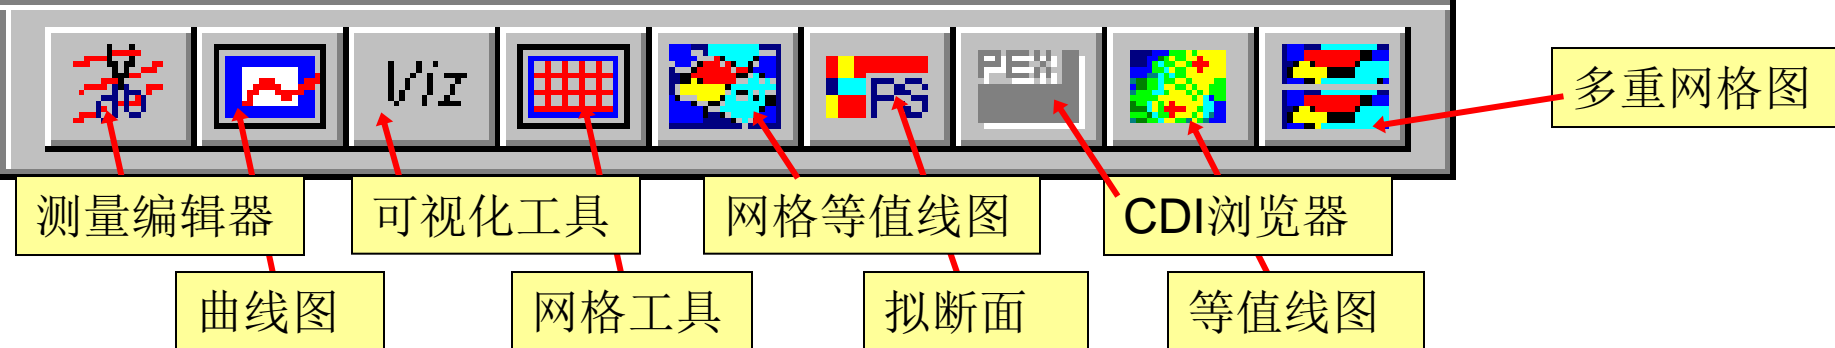 Viz
PS
PEX
多重网格图
测量编辑器
可视化工具
网格等值线图
CDI浏览器
曲线图
网格工具
拟断面
等值线图